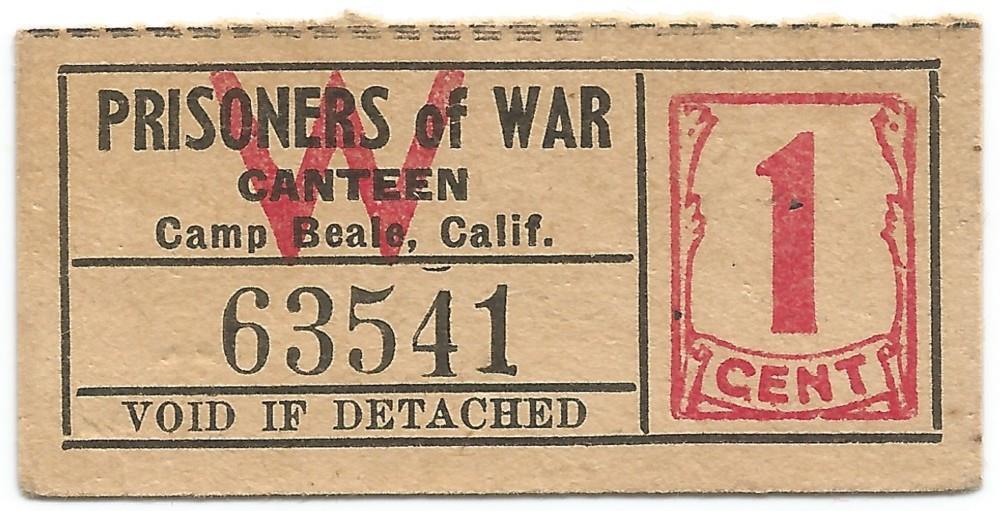 W
PRISONERS of WAR
CANTEEN
Camp Beale, Calif.
63541
VOID IF DETACHED
1
CENT